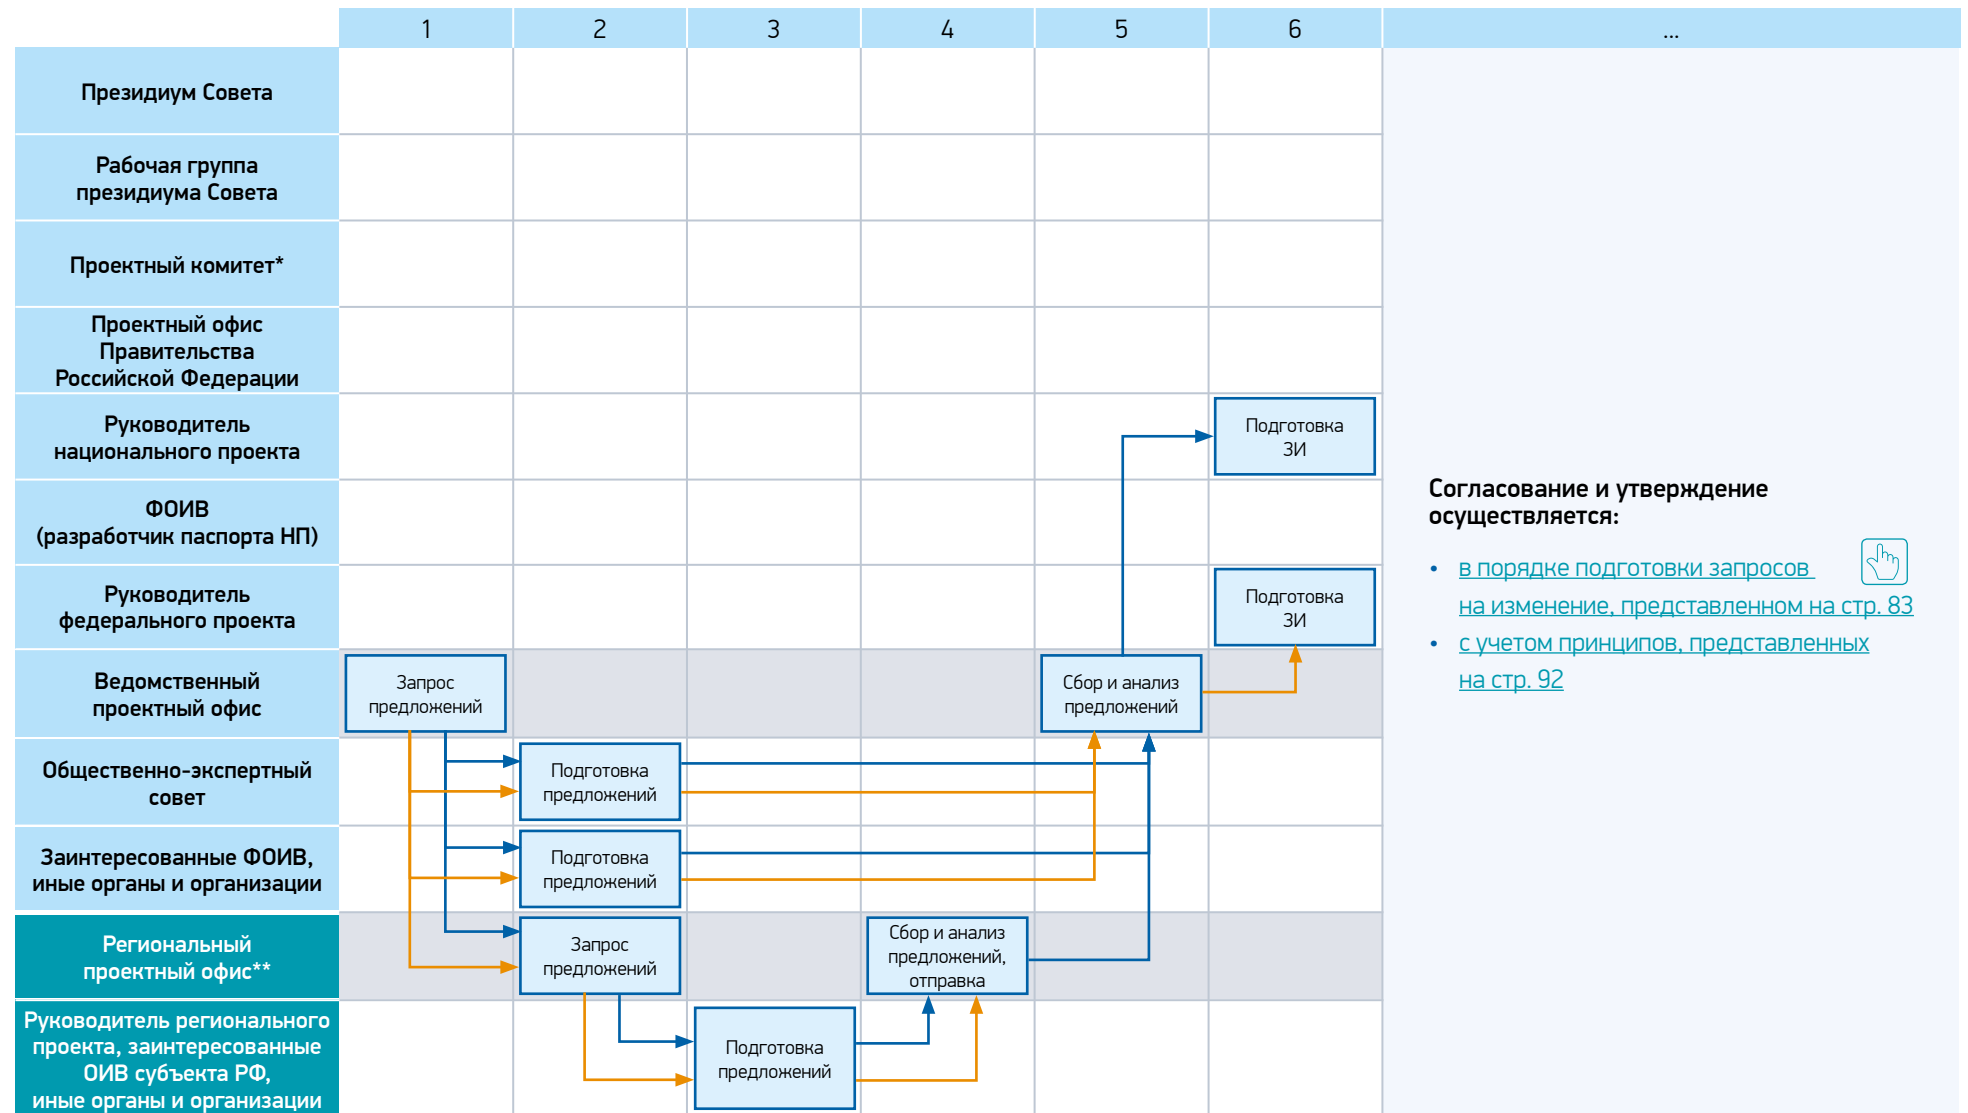 1 2 3 4 5 6 ...
Президиум Совета
Рабочая группа
президиума Совета
Проектный комитет*
Проектный офис
Правительства
Российской Федерации
Руководитель
национального проекта
Подготовка
ЗИ
ФОИВ
(разработчик паспорта НП)
Руководитель
федерального проекта
Подготовка
ЗИ
Ведомственный
проектный офис
Запрос
предложений
Сбор и анализ
предложений
Общественно-экспертный
совет
Подготовка
предложений
Заинтересованные ФОИВ,
иные органы и организации
Подготовка
предложений
Региональный
проектный офис**
Запрос
предложений
Сбор и анализ
предложений,
отправка
Руководитель регионального
проекта, заинтересованные
ОИВ субъекта РФ,
иные органы и организации
Подготовка
предложений
Согласование и утверждение
осуществляется:
• в порядке подготовки запросов
на изменение, представленном на стр. 83
• с учетом принципов, представленных
на стр. 92